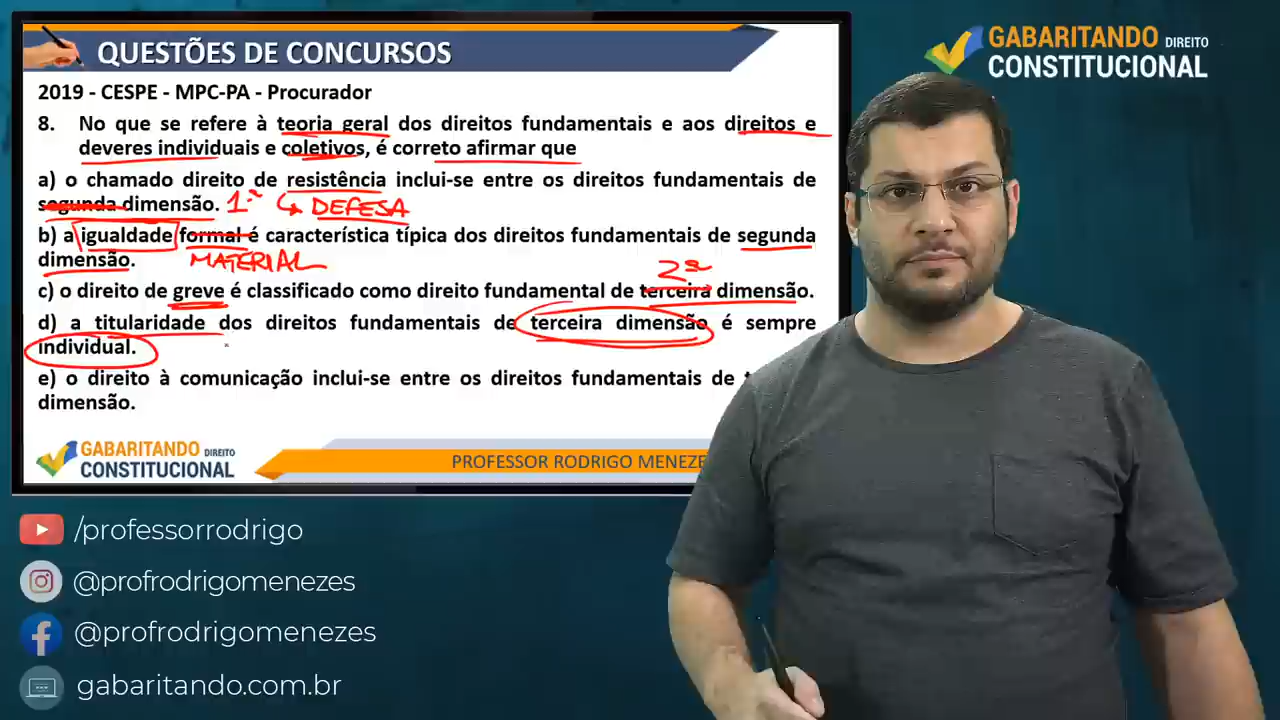 QUESTÕES DE CONCURSOS
GABARITANDO DIREITO
CONSTITUCIONAL
2019 - CESPE - MPC-PA - Procurador
8. No que se refere à teoria geral dos direitos fundamentais e aos direitos e
deveres individuais e coletivos, é correto afirmar que
a) o chamado direito de resistência inclui-se entre os direitos fundamentais de
segunda dimensão. 1ª DEFESA
b) a igualdade formal é característica típica dos direitos fundamentais de segunda
dimensão. MATERIAL 2ª
c) o direito de greve é classificado como direito fundamental de terceira dimensão.
d) a titularidade dos direitos fundamentais de terceira dimensão é sempre
individual.
e) o direito à comunicação inclui-se entre os direitos fundamentais de
dimensão.
GABARITANDO DIREITO
CONSTITUCIONAL
PROFESSOR RODRIGO MENEZE
/professorrodrigo
@profrodrigomenezes
@profrodrigomenezes
gabaritando.com.br